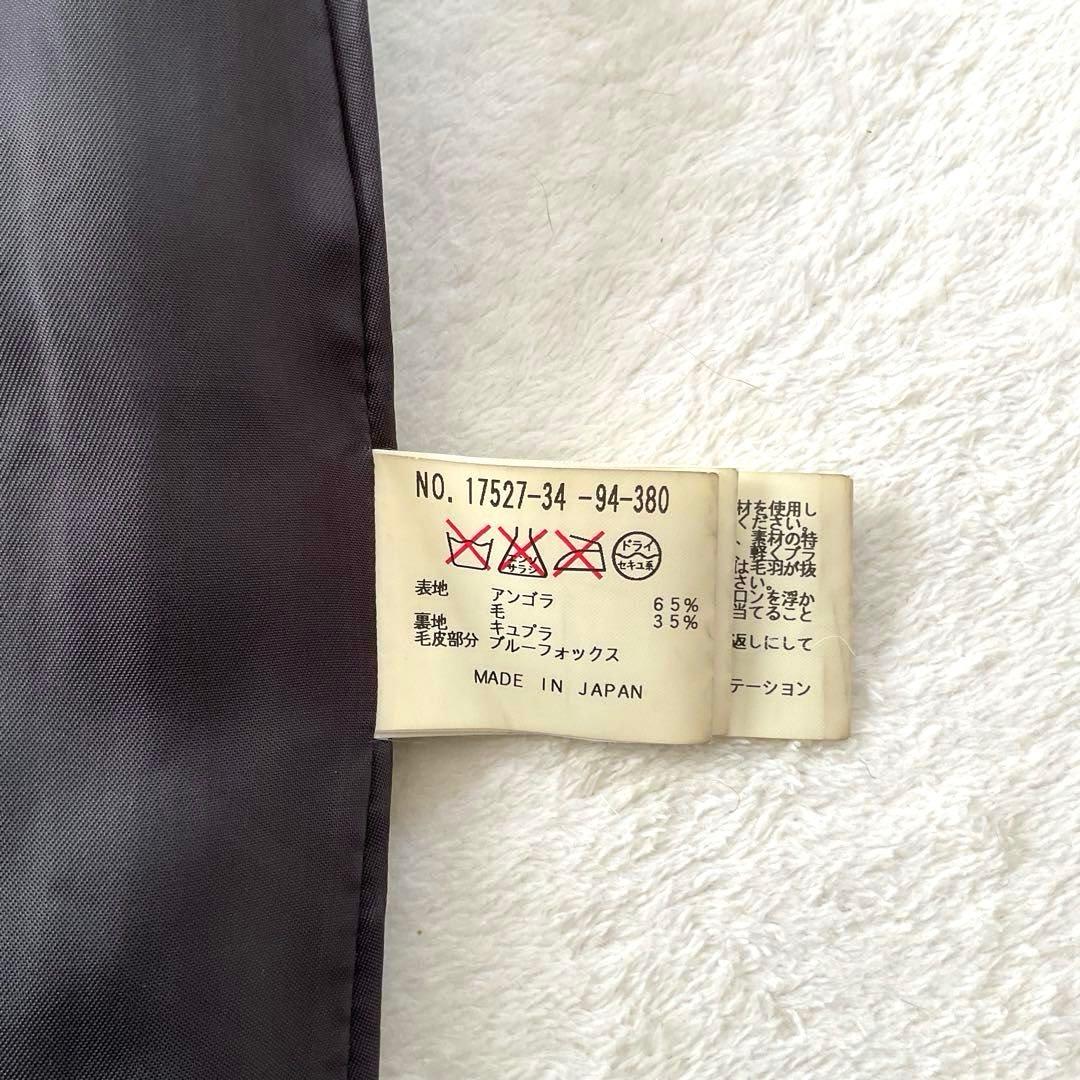 NO. 17527-34 -94-380
エンソ サラシ
ドライ
セキユ系
表地 アンゴラ 65%
毛 35%
裏地 キュプラ
毛皮部分 ブルーフォックス
MADE IN JAPAN
材を使用し
ください。
、素材の特
、軽くブラ
は毛羽が抜
さい。
ロンを浮か
当てること
返しにして
テーション